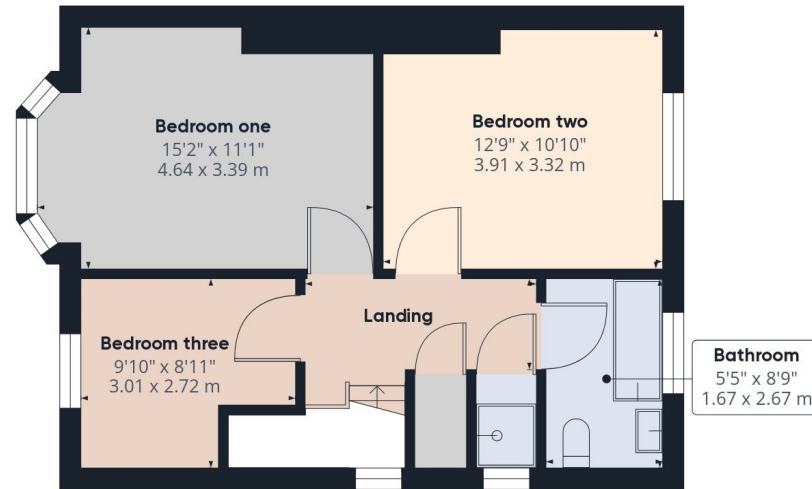 Bedroom one
15'2" x 11'1"
4.64 x 3.39 m
Bedroom two
12'9" x 10'10"
3.91 x 3.32 m
Landing
Bedroom three
9'10" x 8'11"
3.01 x 2.72 m
Bathroom
5'5" x 8'9"
1.67 x 2.67 m